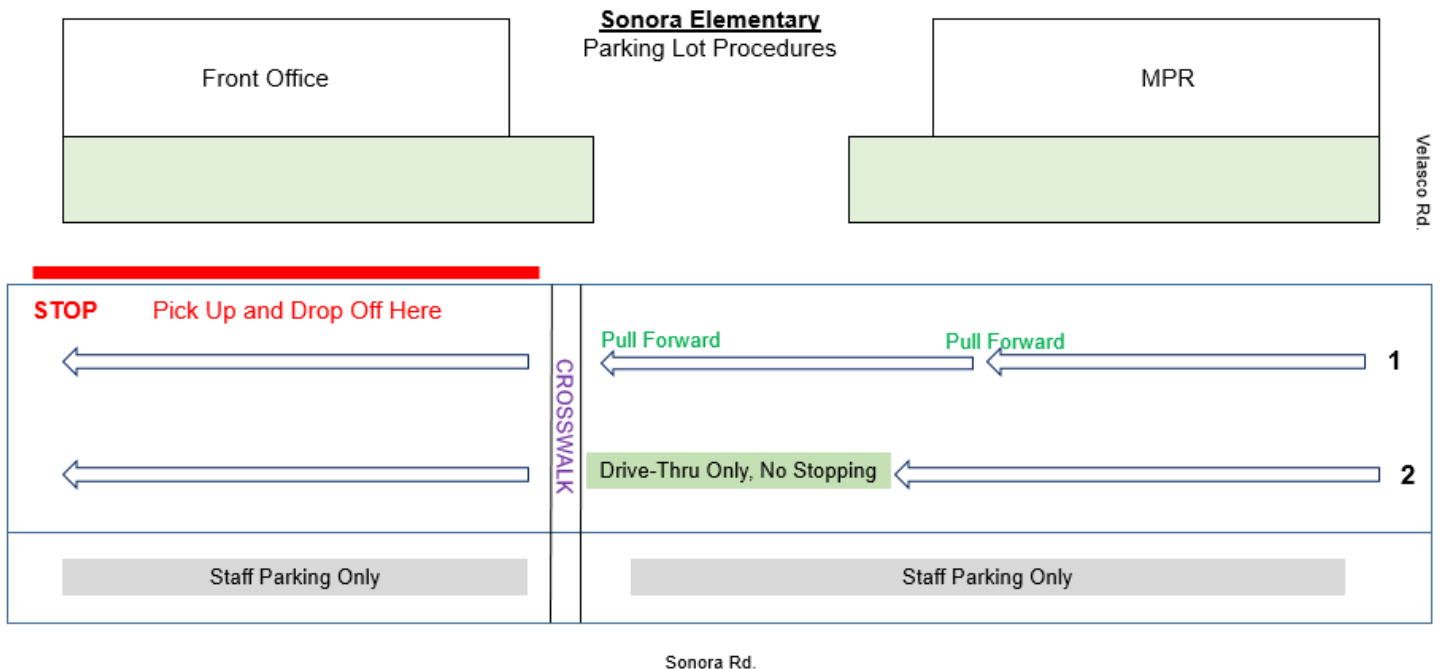 Sonora Elementary
Parking Lot Procedures
Front Office
MPR
Velasco Rd.
STOP Pick Up and Drop Off Here
Pull Forward
Pull Forward
1
CROSSWALK
Drive-Thru Only, No Stopping
2
Staff Parking Only
Staff Parking Only
Sonora Rd.